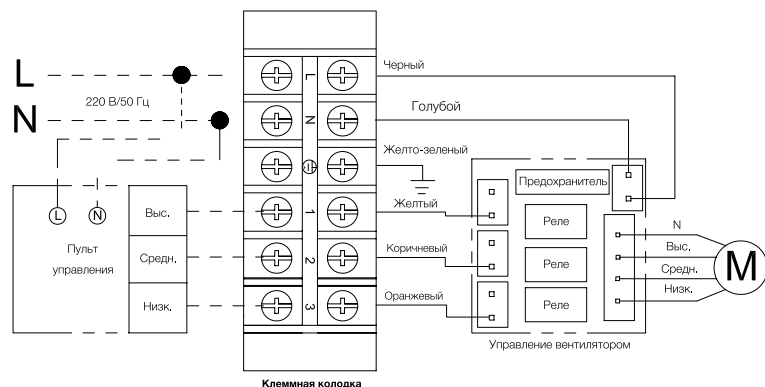 L
N
220 В/50 Гц
L
N
Пульт
управления
Выс.
Средн.
Низк.
L
N
1
2
3
Клеммная колодка
Черный
Голубой
Желто-зеленый
Желтый
Коричневый
Оранжевый
Предохранитель
Реле
Реле
Реле
N
Выс.
Средн.
Низк.
M
Управление вентилятором